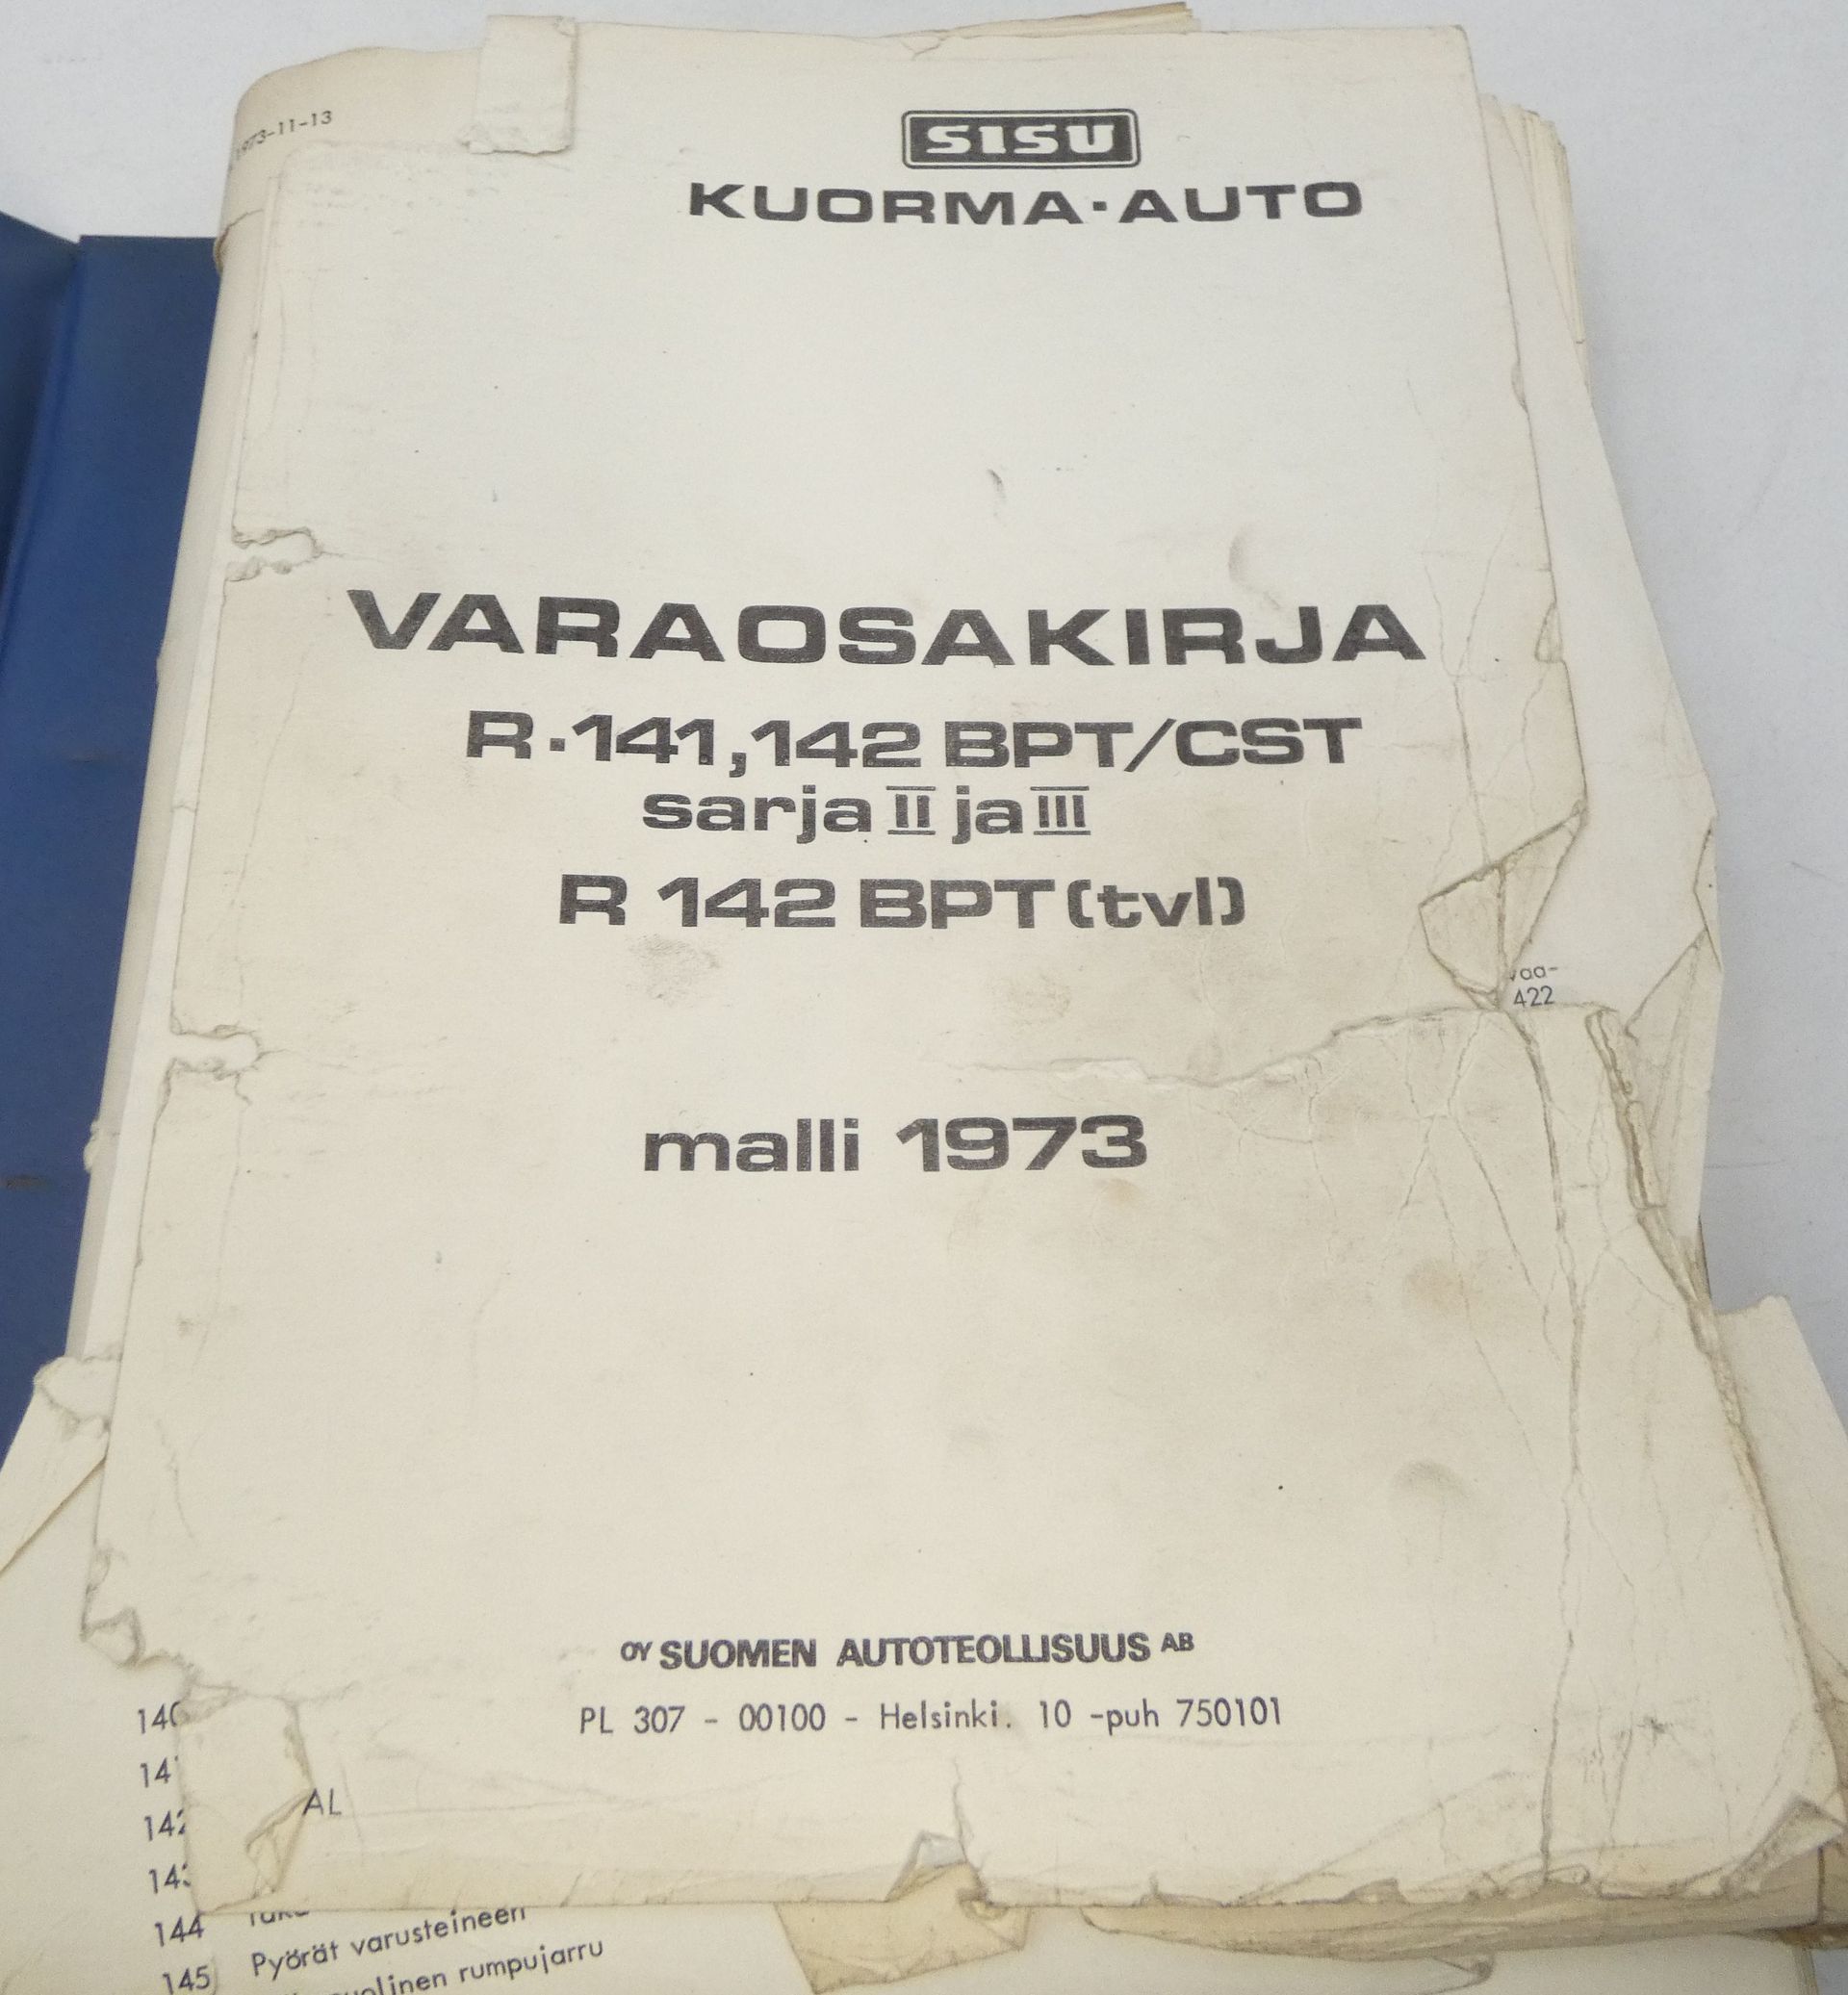 1973-11-13
SISU
KUORMA-AUTO
VARAOSAKIRJA
R-141,142 BPT/CST
sarja II ja III
R 142 BPT (tvl)
422
malli 1973
OY SUOMEN AUTOTEOLLISUUS AB
PL 307 - 00100 - Helsinki. 10 -puh 750101
AL
144
145 Pyörät varusteineen
rumpujarru